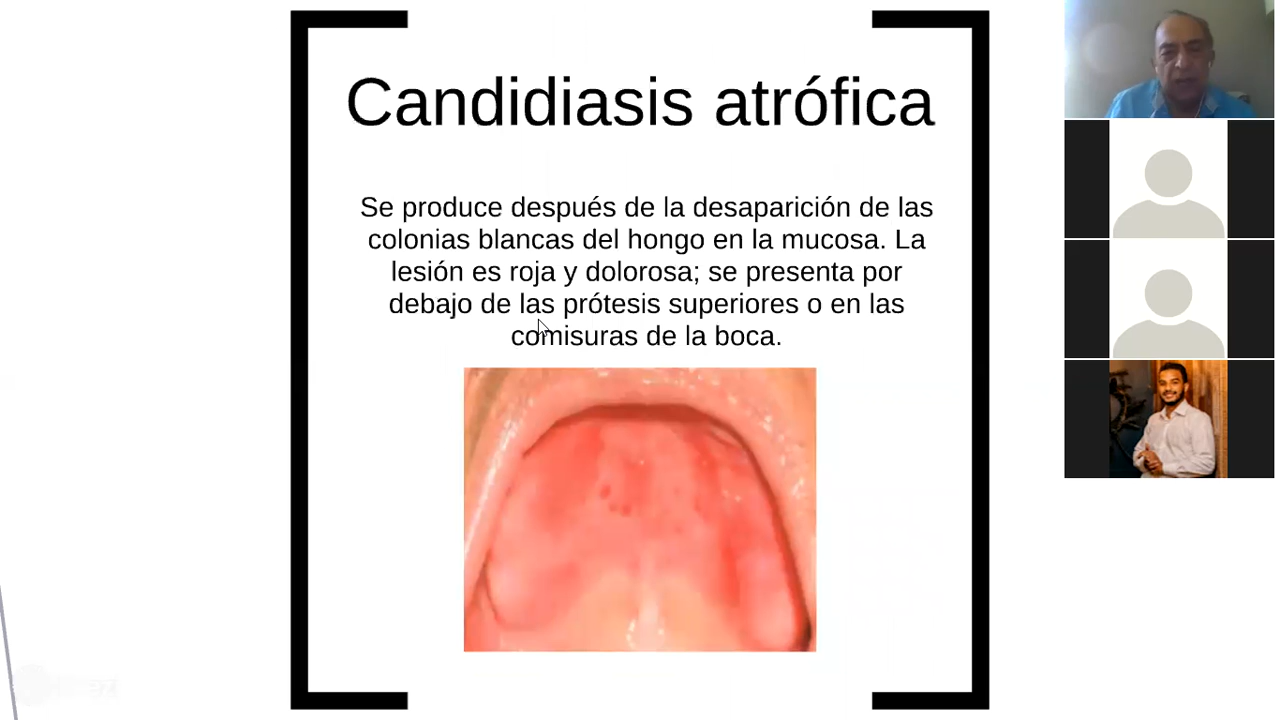 Candidiasis atrófica
Se produce después de la desaparición de las
colonias blancas del hongo en la mucosa. La
lesión es roja y dolorosa; se presenta por
debajo de las prótesis superiores o en las
comisuras de la boca.